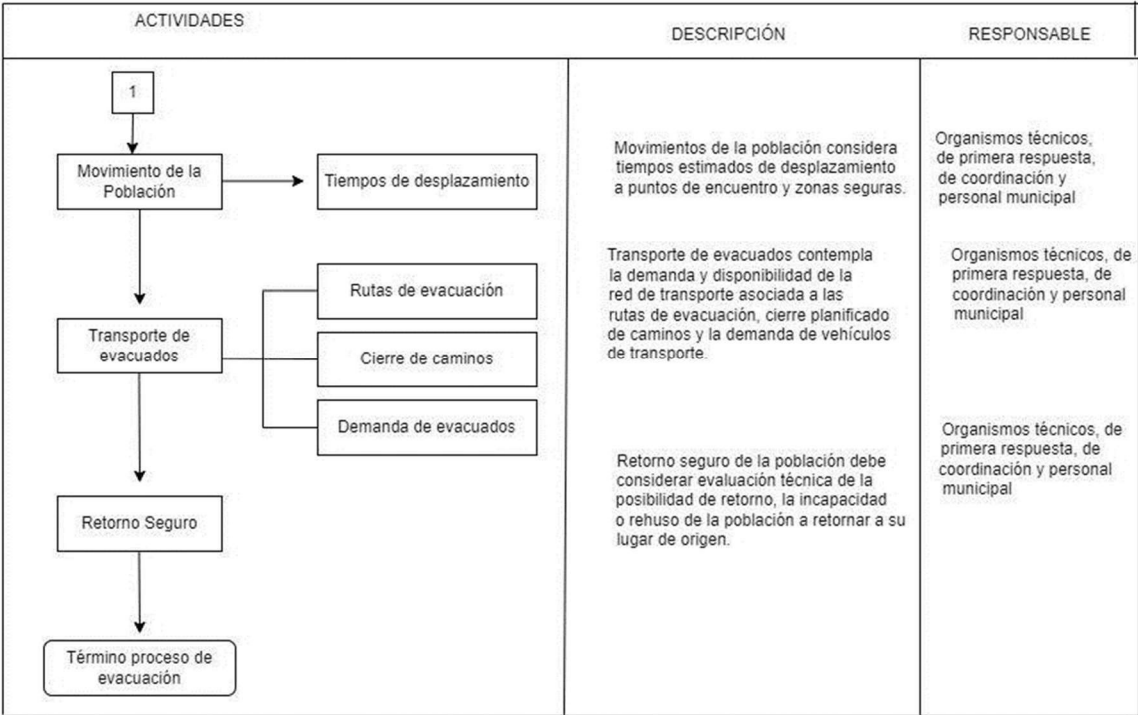 ACTIVIDADES
DESCRIPCIÓN
RESPONSABLE
1
Movimiento de la
Población
Tiempos de desplazamiento
Movimientos de la población considera
tiempos estimados de desplazamiento
a puntos de encuentro y zonas seguras.
Organismos técnicos,
de primera respuesta,
de coordinación y
personal municipal
Transporte de
evacuados
Rutas de evacuación
Cierre de caminos
Demanda de evacuados
Transporte de evacuados contempla
la demanda y disponibilidad de la
red de transporte asociada a las
rutas de evacuación, cierre planificado
de caminos y la demanda de vehículos
de transporte.
Organismos técnicos, de
primera respuesta, de
coordinación y personal
municipal
Retorno Seguro
Retorno seguro de la población debe
considerar evaluación técnica de la
posibilidad de retorno, la incapacidad
o rehuso de la población a retornar a su
lugar de origen.
Organismos técnicos, de
primera respuesta, de
coordinación y personal
municipal
Término proceso de
evacuación